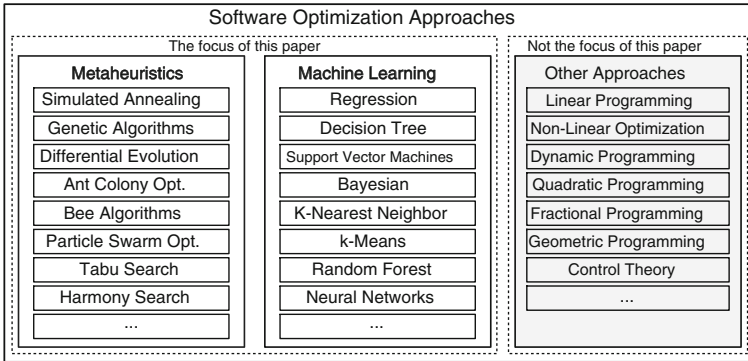 Software Optimization Approaches
The focus of this paper
Not the focus of this paper
Metaheuristics
Simulated Annealing
Genetic Algorithms
Differential Evolution
Ant Colony Opt.
Bee Algorithms
Particle Swarm Opt.
Tabu Search
Harmony Search
...
Machine Learning
Regression
Decision Tree
Support Vector Machines
Bayesian
K-Nearest Neighbor
k-Means
Random Forest
Neural Networks
...
Other Approaches
Linear Programming
Non-Linear Optimization
Dynamic Programming
Quadratic Programming
Fractional Programming
Geometric Programming
Control Theory
...